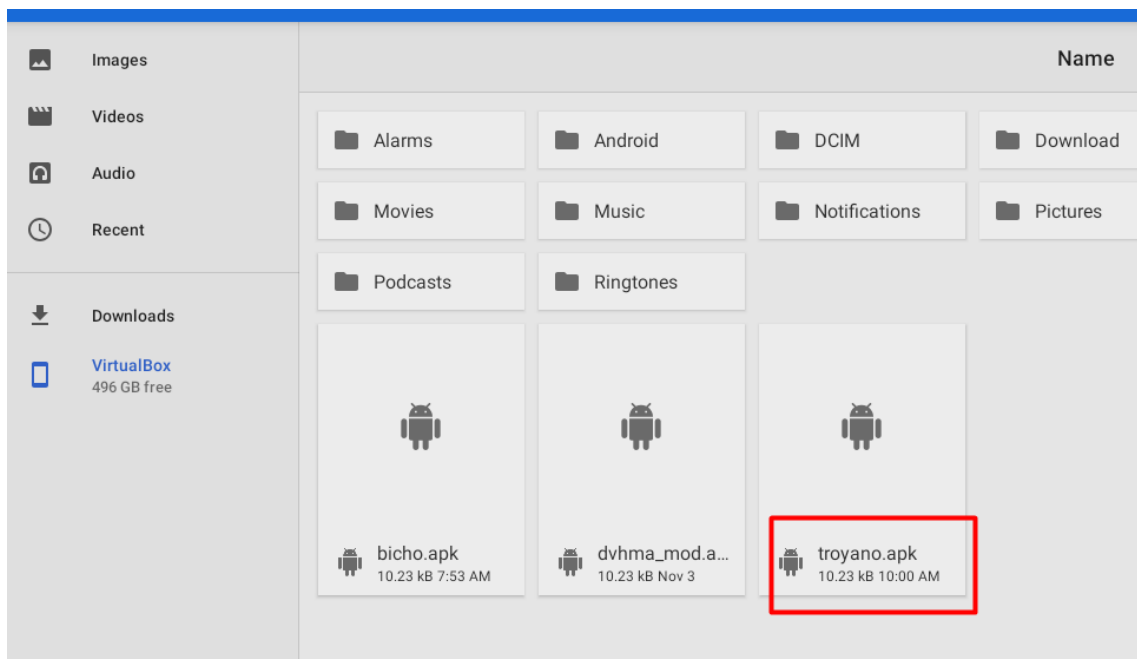 Images
Videos
Audio
Recent
Downloads
VirtualBox
496 GB free
Name
Alarms
Android
DCIM
Download
Movies
Music
Notifications
Pictures
Podcasts
Ringtones
bicho.apk
10.23 kB 7:53 AM
dvhma_mod.a...
10.23 kB Nov 3
troyano.apk
10.23 kB 10:00 AM